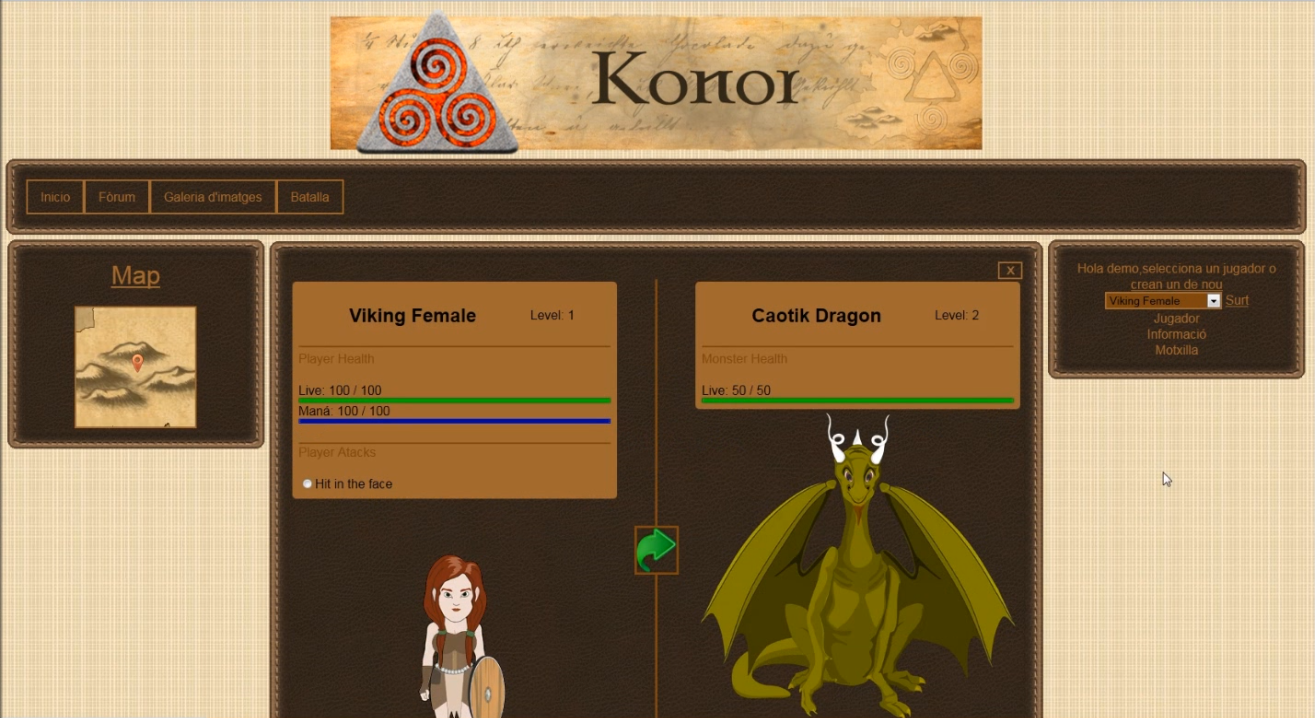 Konor
Inicio
Fòrum
Galeria d'imatges
Batalla
Map
X
Viking Female
Level: 1
Player Health
Live: 100 / 100
Maná: 100 / 100
Player Atacks
Hit in the face
Caotik Dragon
Level: 2
Monster Health
Live: 50 / 50
Hola demo,selecciona un jugador o
crean un de nou
Viking Female Surt
Jugador
Informació
Motxilla